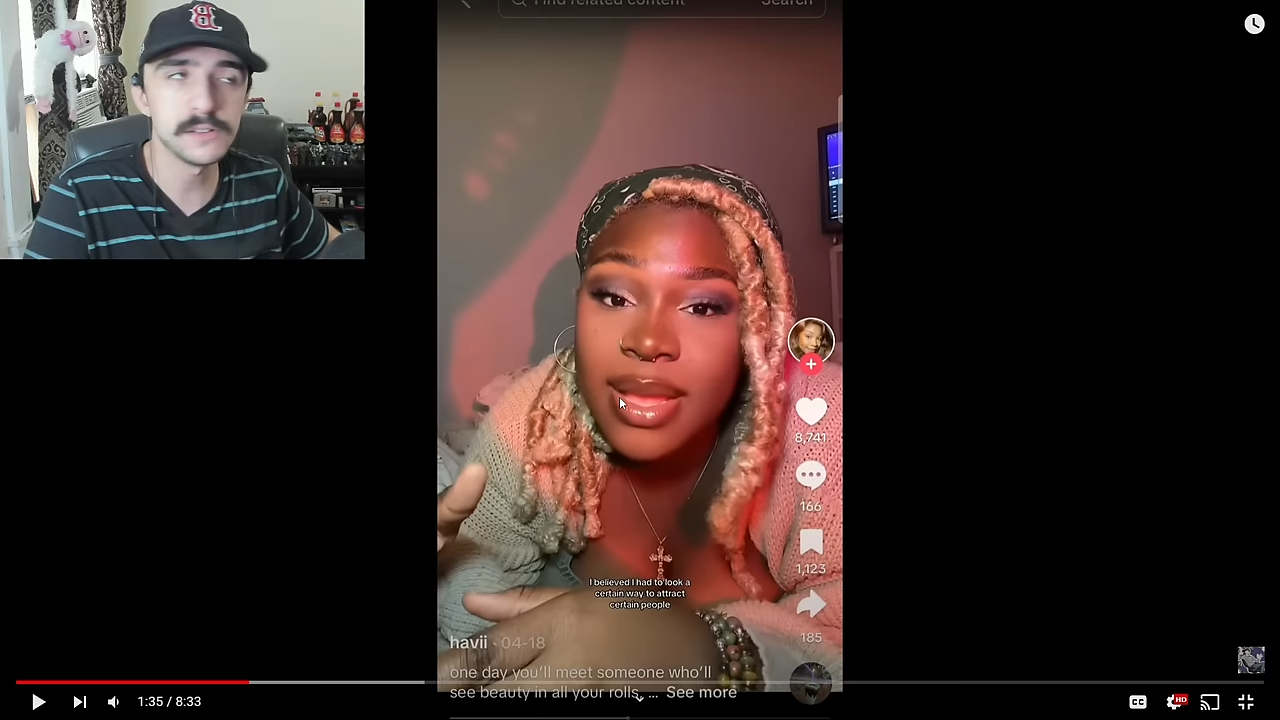 Find related content
Search
B
8,741
166
1,123
185
I believed I had to look a
certain way to attract
certain people
havii · 04-18
one day you'll meet someone who'll
see beauty in all your rolls, ... See more
1:35 / 8:33
CC
HD